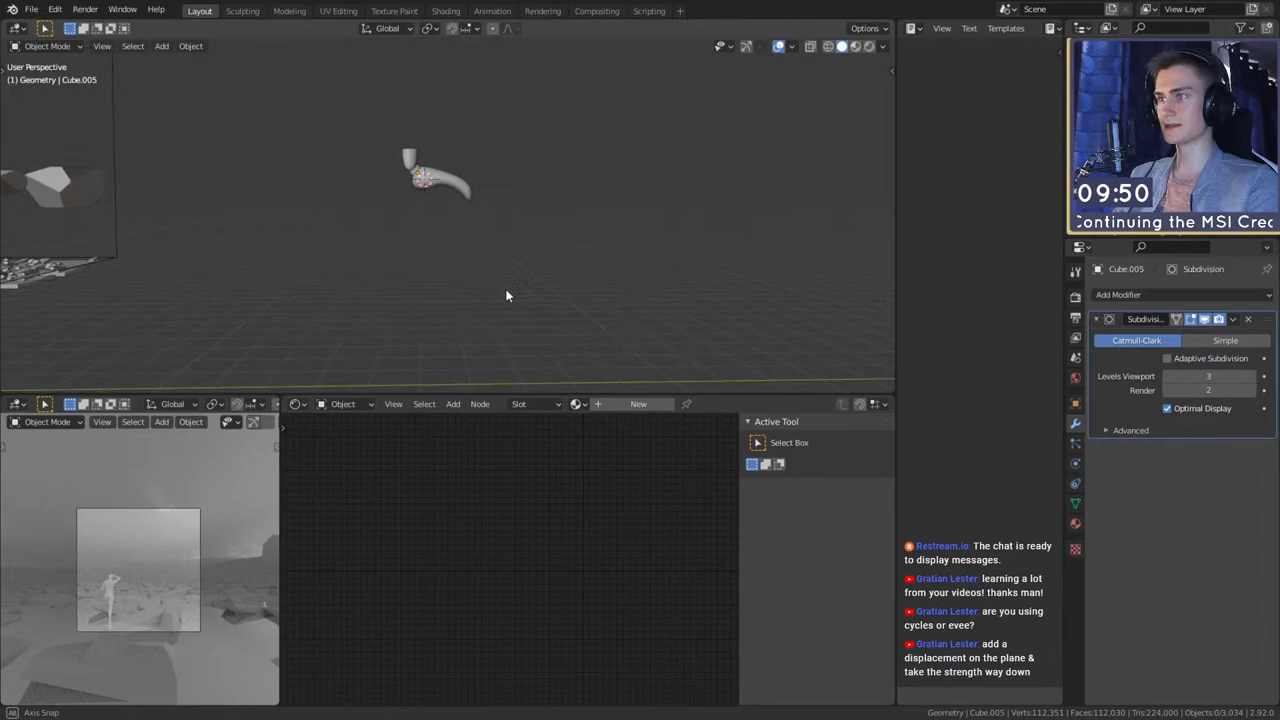 File Edit Render Window Help Layout Sculpting Modeling UV Editing Texture Paint Shading Animation Rendering Compositing Scripting + Scene View Layer
Global Options View Text Templates
Object Mode View Select Add Object
User Perspective
(1) Geometry | Cube.005
09:50
Continuing the MSI Crec
Cube.005 Subdivision
Add Modifier
Subdivisi...
Catmull-Clark Simple
Adaptive Subdivision
Levels Viewport 3
Render 2
Optimal Display
Advanced
Global Object View Select Add Node Slot New
Object Mode View Select Add Object
Active Tool
Select Box
Restream.io: The chat is ready
to display messages.
Gratian Lester: learning a lot
from your videos! thanks man!
Gratian Lester: are you using
cycles or evee?
Gratian Lester: add a
displacement on the plane &
take the strength way down
Axis Snap
Geometry | Cube.005 | Verts:112,351 | Faces:112,030 | Tris:224,000 | Objects:0/3,034 | 2.92.0